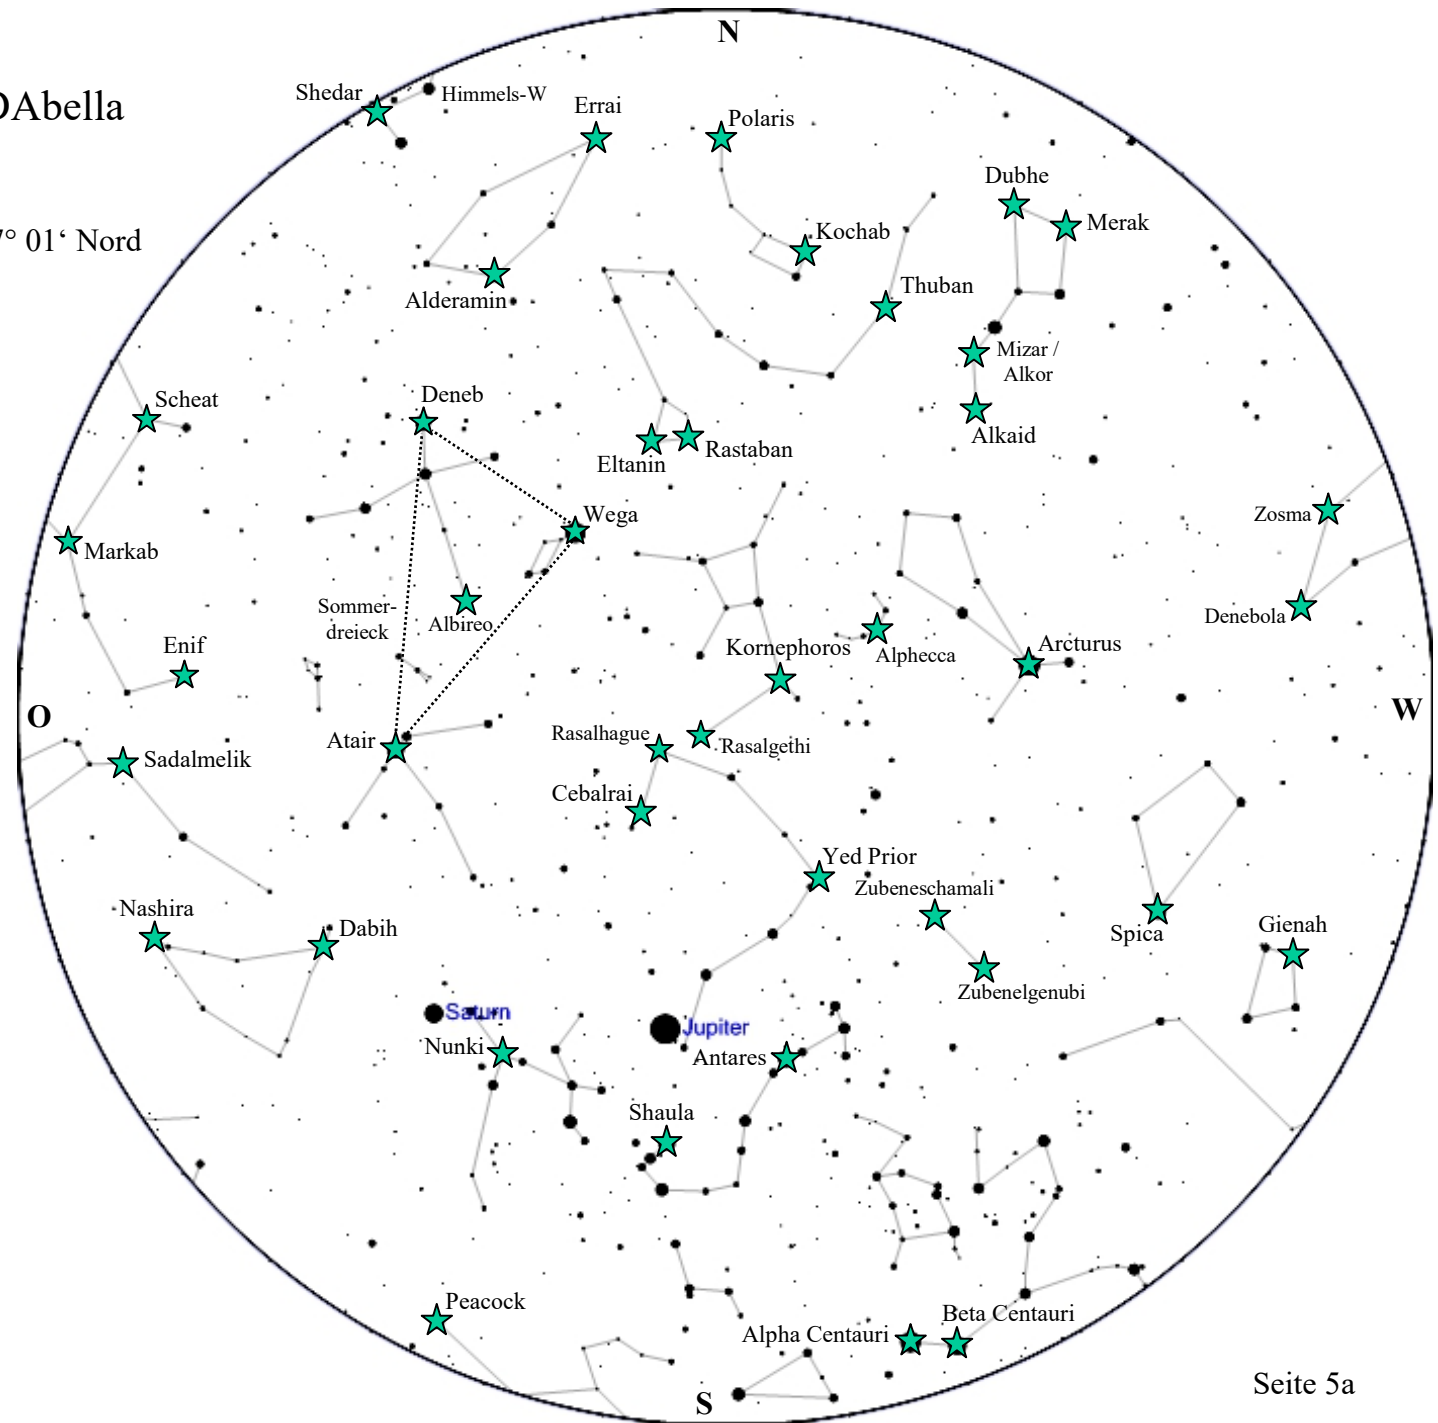 N
Shedar
Himmels-W
DAbella
Errai
Polaris
Dubhe
Merak
Kochab
7° 01‘ Nord
Alderamin
Thuban
Mizar /
Alkor
Deneb
Scheat
Alkaid
Rastaban
Eltanin
Wega
Zosma
Markab
Sommer-
dreieck
Albireo
Denebola
Enif
Kornephoros
Alphecca
Arcturus
O
W
Atair
Rasalhague
Rasalgethi
Sadalmelik
Cebalrai
Yed Prior
Zubeneschamali
Nashira
Dabih
Spica
Gienah
Zubenelgenubi
Saturn
Jupiter
Nunki
Antares
Shaula
Peacock
Beta Centauri
Alpha Centauri
Seite 5a
S